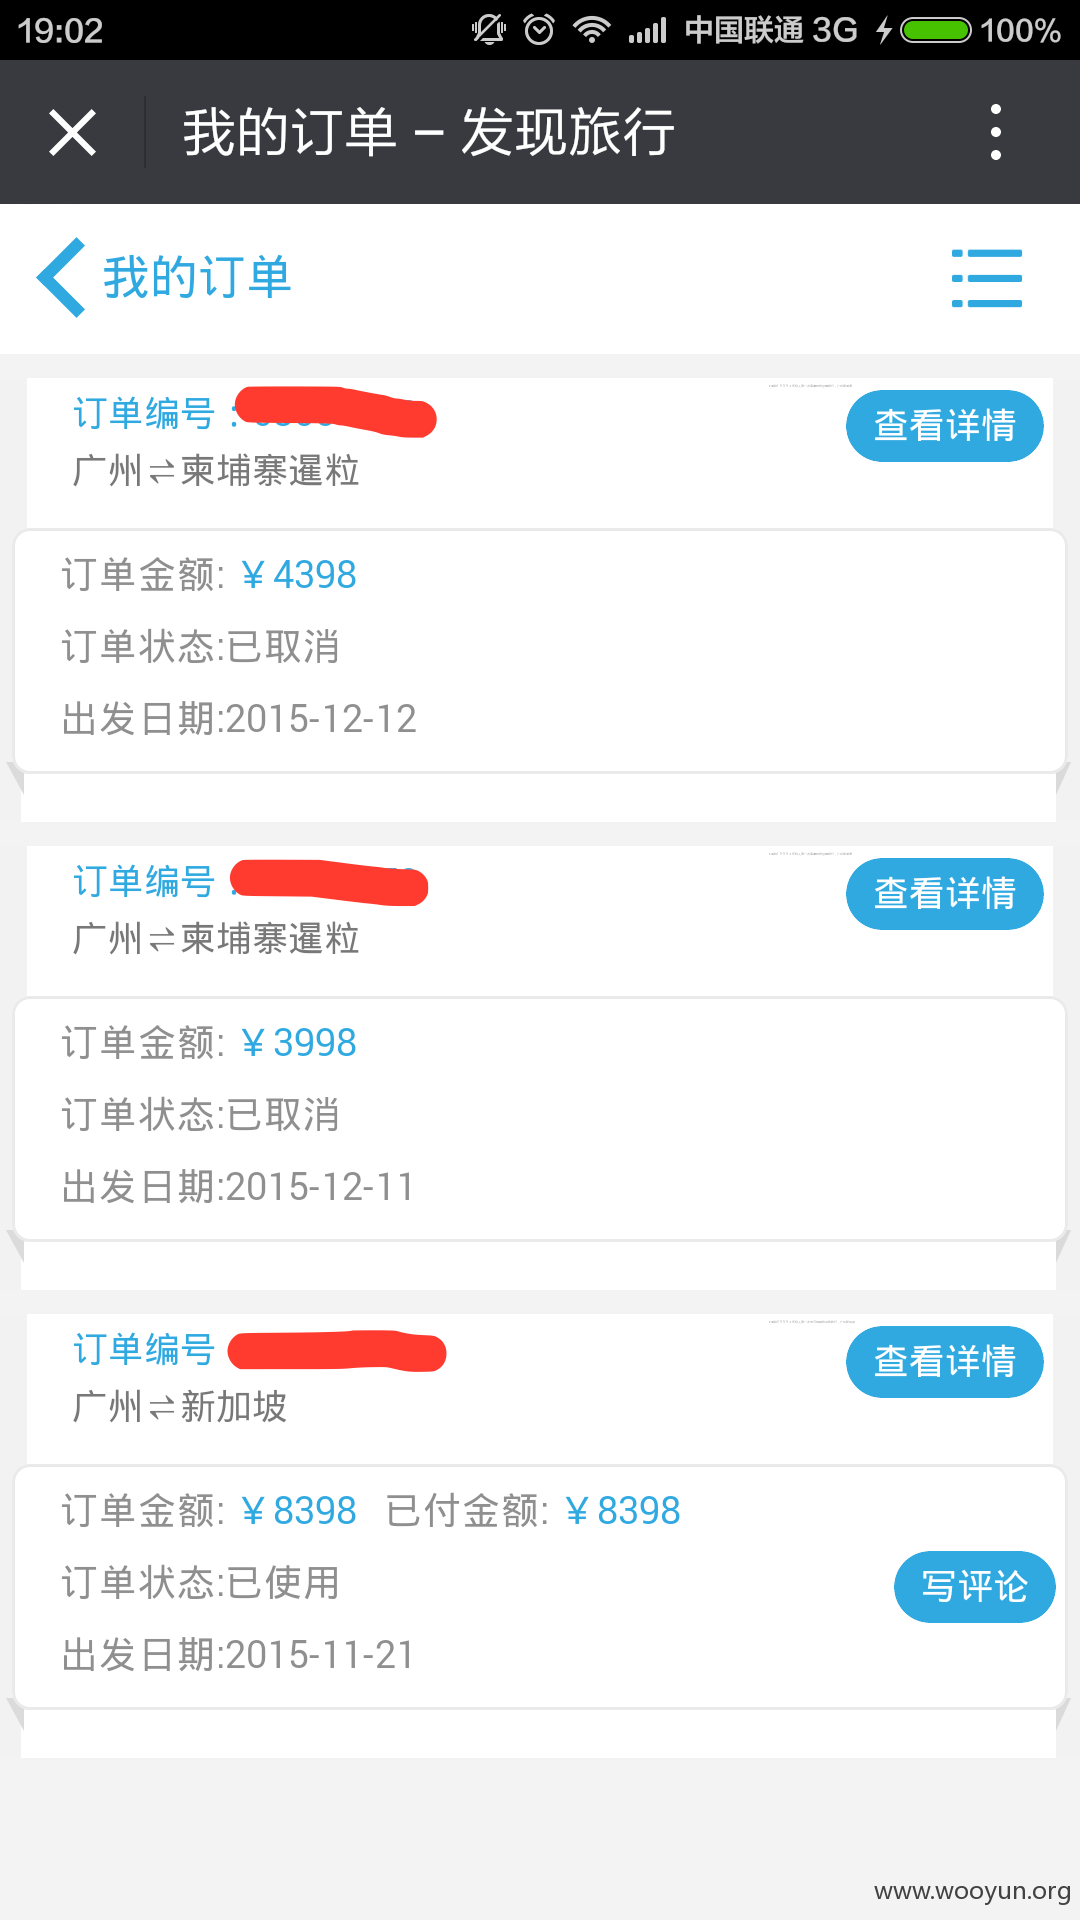 19:02 中国联通 3G 100%
我的订单 – 发现旅行
我的订单
订单编号：
查看详情
广州⇌柬埔寨暹粒
订单金额: ¥4398
订单状态:已取消
出发日期:2015-12-12
订单编号
查看详情
广州⇌柬埔寨暹粒
订单金额: ¥3998
订单状态:已取消
出发日期:2015-12-11
订单编号
查看详情
广州⇌新加坡
订单金额: ¥8398 已付金额: ¥8398
订单状态:已使用
写评论
出发日期:2015-11-21
www.wooyun.org